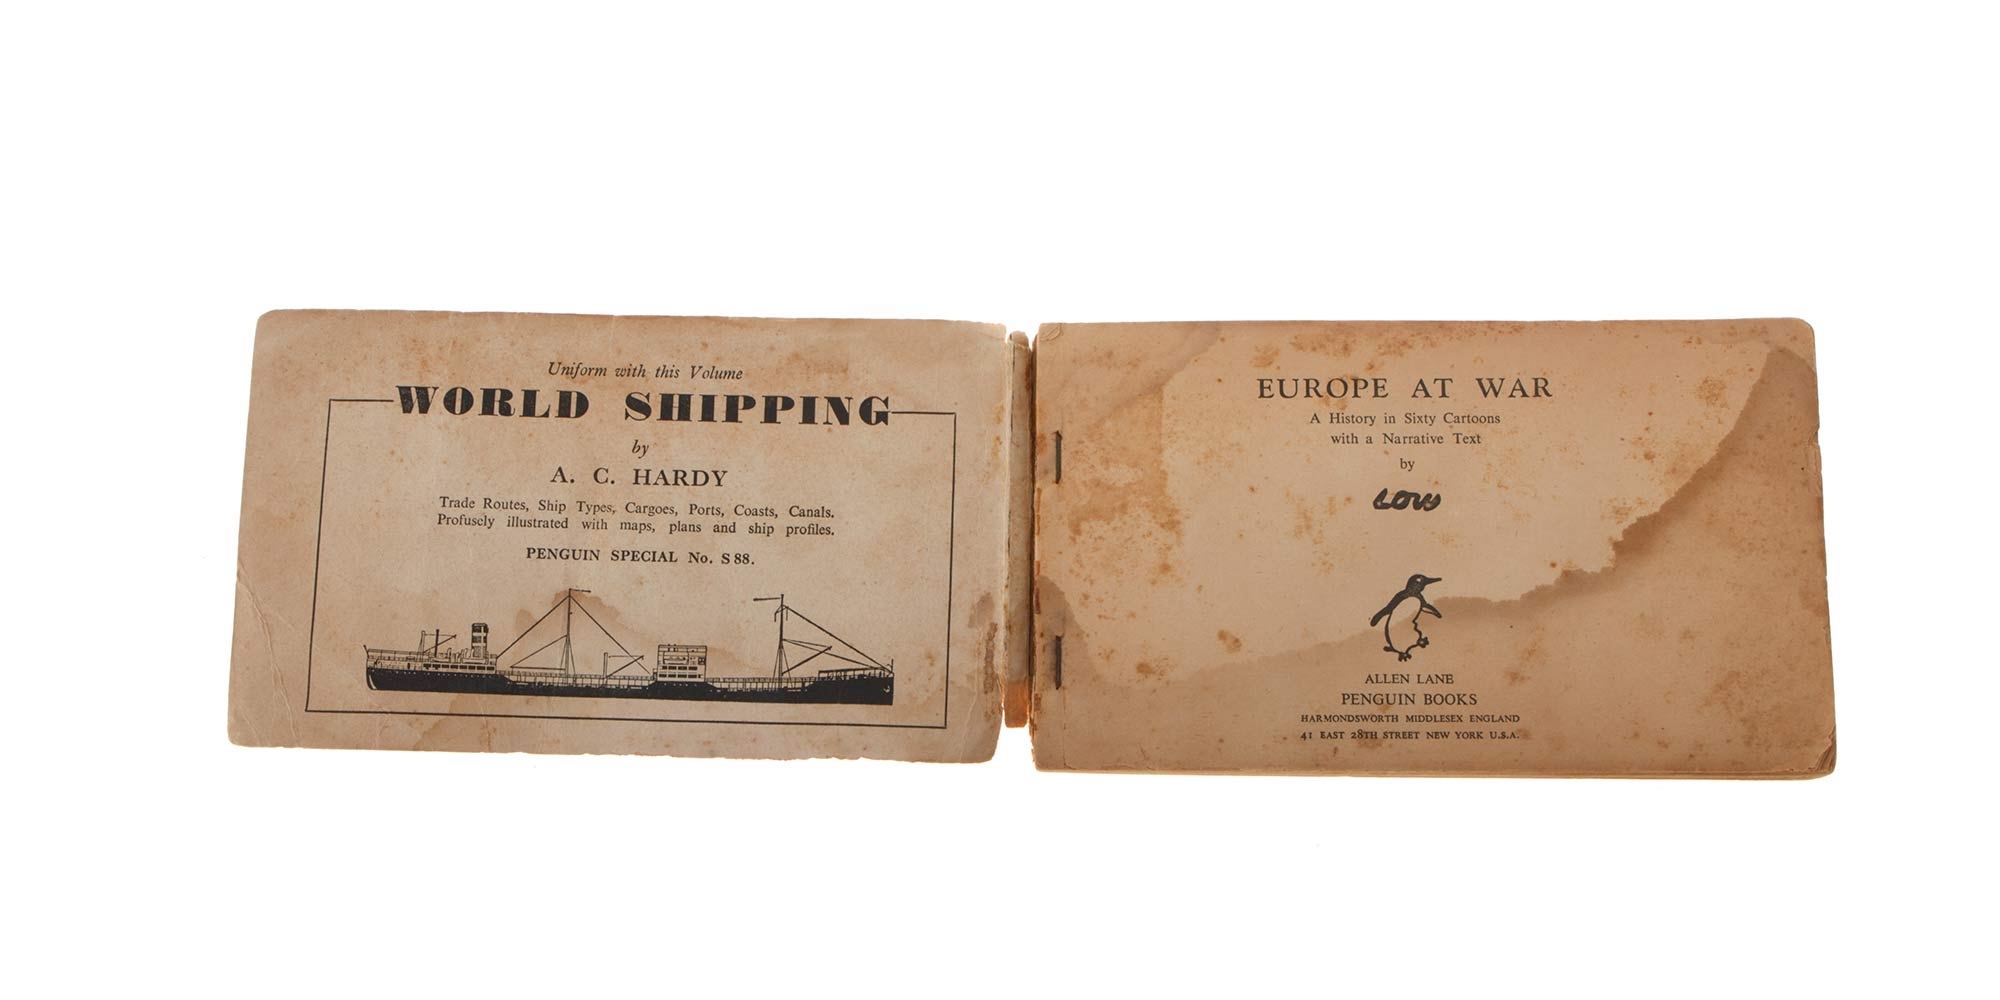 Uniform with this Volume
WORLD SHIPPING
by
A. C. HARDY
Trade Routes, Ship Types, Cargoes, Ports, Coasts, Canals.
Profusely illustrated with maps, plans and ship profiles.
PENGUIN SPECIAL No. S 88.
EUROPE AT WAR
A History in Sixty Cartoons
with a Narrative Text
by
LOW
ALLEN LANE
PENGUIN BOOKS
HARMONDSWORTH MIDDLESEX ENGLAND
41 EAST 28TH STREET NEW YORK U.S.A.